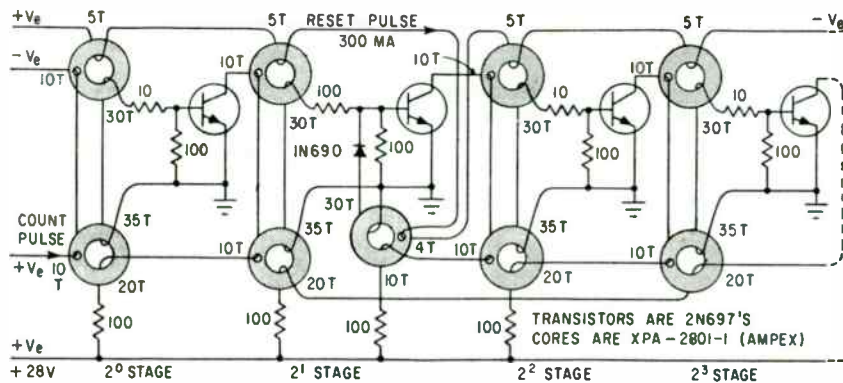 +Ve
5T
5T
RESET PULSE
300 MA
5T
5T
− Ve
− Ve
10T
10T
10T
10T
10
100
10
10
30T
30T
30T
30T
100
1N690
100
100
100
30T
35T
35T
35T
35T
COUNT
PULSE
4T
+Ve 10
T
20T
10T
20T
10T
10T
20T
10T
20T
100
100
100
100
TRANSISTORS ARE 2N697'S
CORES ARE XPA-2801-1 (AMPEX)
+Ve
+28V
2⁰ STAGE
2¹ STAGE
2² STAGE
2³ STAGE